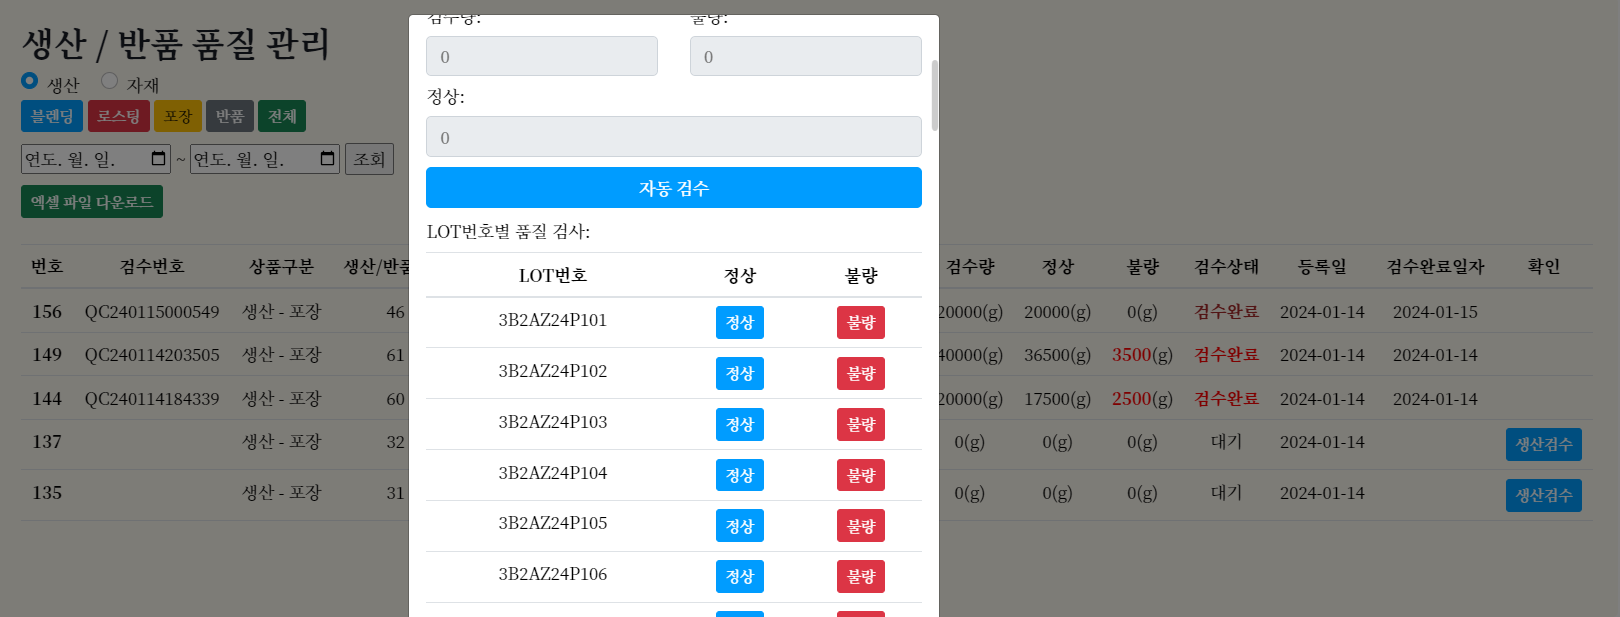 생산 / 반품 품질 관리
생산 자재
블렌딩 로스팅 포장 반품 전체
연도. 월. 일. ~ 연도. 월. 일. 조회
엑셀 파일 다운로드
번호 검수번호 상품구분 생산/반품 검수량 정상 불량 검수상태 등록일 검수완료일자 확인
156 QC240115000549 생산 - 포장 46 20000(g) 20000(g) 0(g) 검수완료 2024-01-14 2024-01-15
149 QC240114203505 생산 - 포장 61 40000(g) 36500(g) 3500(g) 검수완료 2024-01-14 2024-01-14
144 QC240114184339 생산 - 포장 60 20000(g) 17500(g) 2500(g) 검수완료 2024-01-14 2024-01-14
137 생산 - 포장 32 0(g) 0(g) 0(g) 대기 2024-01-14 생산검수
135 생산 - 포장 31 0(g) 0(g) 0(g) 대기 2024-01-14 생산검수
검수량: 불량:
0 0
정상:
0
자동 검수
LOT번호별 품질 검사:
LOT번호 정상 불량
3B2AZ24P101 정상 불량
3B2AZ24P102 정상 불량
3B2AZ24P103 정상 불량
3B2AZ24P104 정상 불량
3B2AZ24P105 정상 불량
3B2AZ24P106 정상 불량